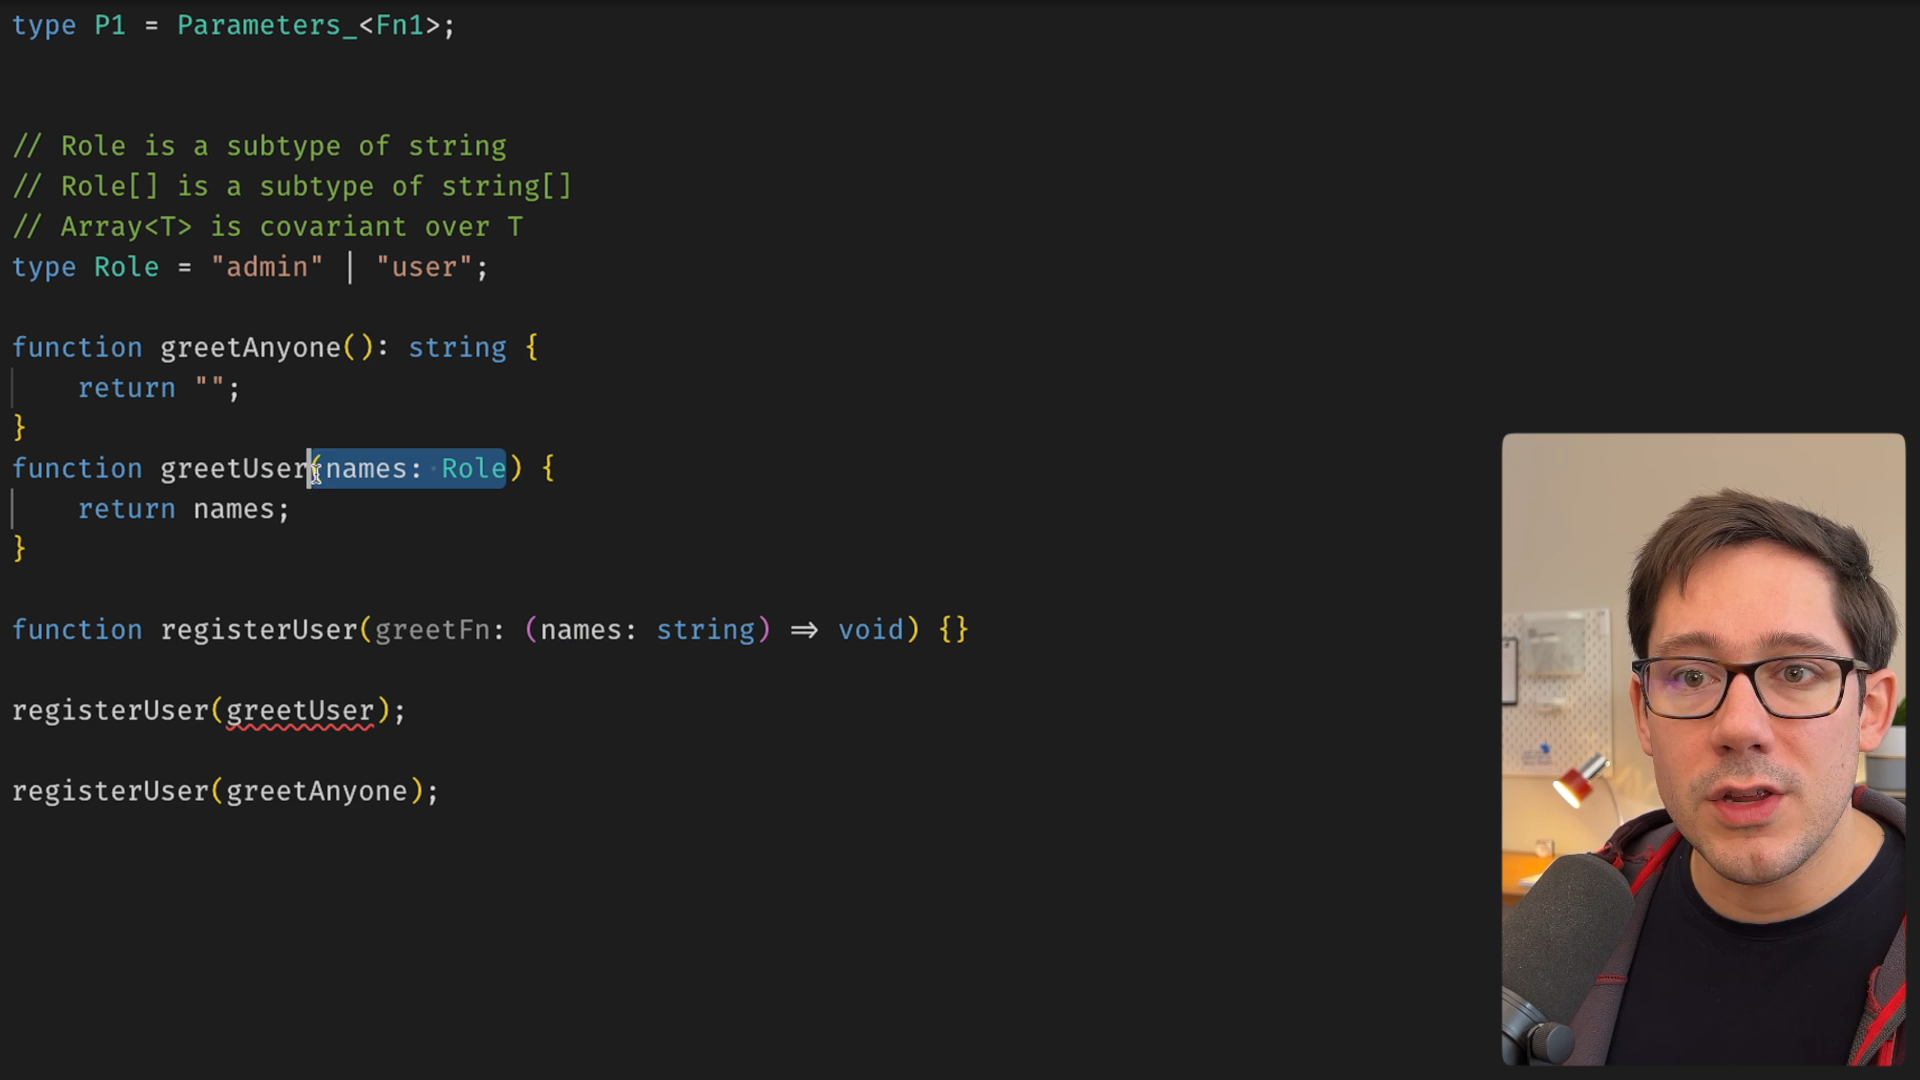 type P1 = Parameters_<Fn1>;
// Role is a subtype of string
// Role[] is a subtype of string[]
// Array<T> is covariant over T
type Role = "admin" | "user";
function greetAnyone(): string {
    return "";
}
function greetUser(names: Role) {
    return names;
}
function registerUser(greetFn: (names: string) => void) {}
registerUser(greetUser);
registerUser(greetAnyone);